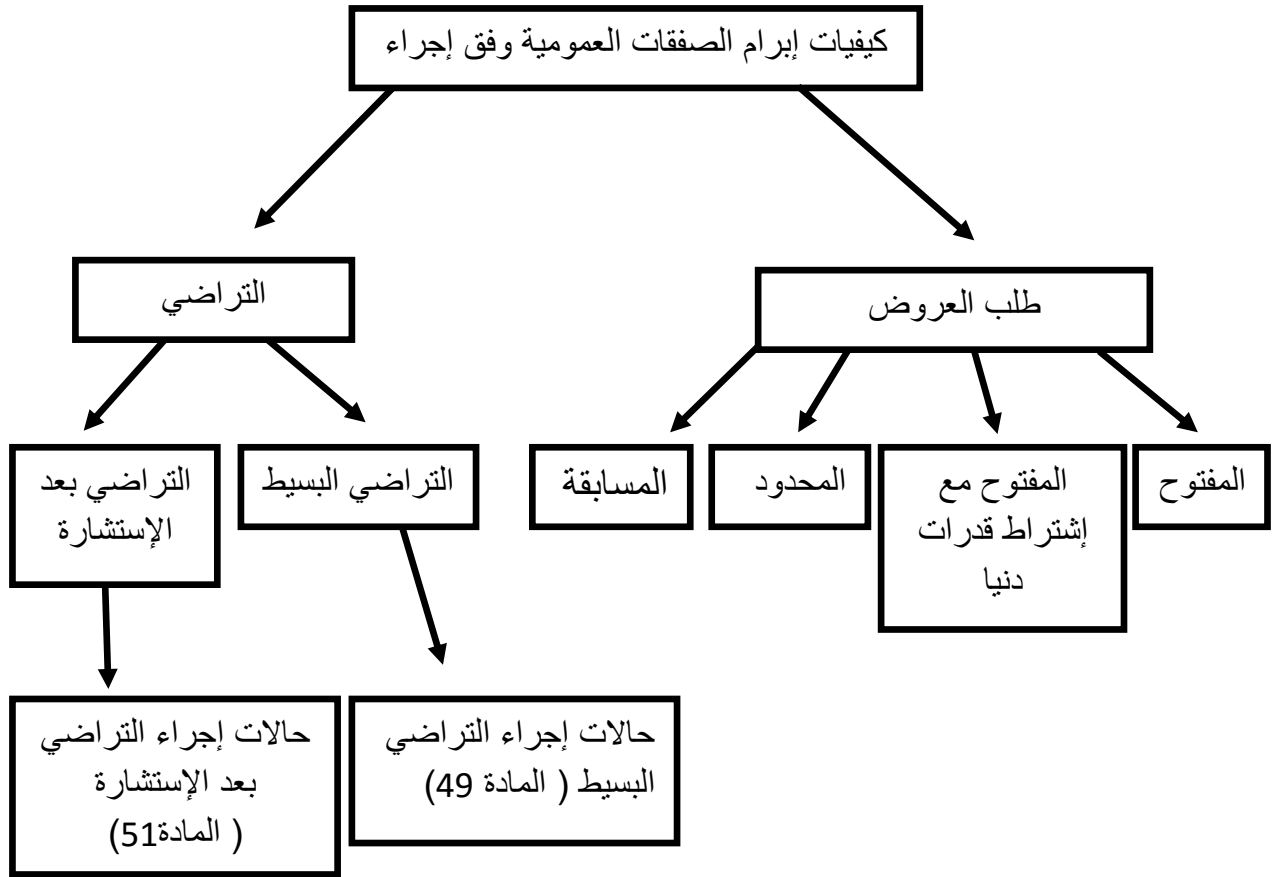 كيفيات إبرام الصفقات العمومية وفق إجراء
طلب العروض
التراضي
المفتوح
المفتوح مع
إشتراط قدرات
دنيا
المحدود
المسابقة
التراضي البسيط
التراضي بعد
الإستشارة
حالات إجراء التراضي
البسيط ( المادة 49)
حالات إجراء التراضي
بعد الإستشارة
( المادة51)